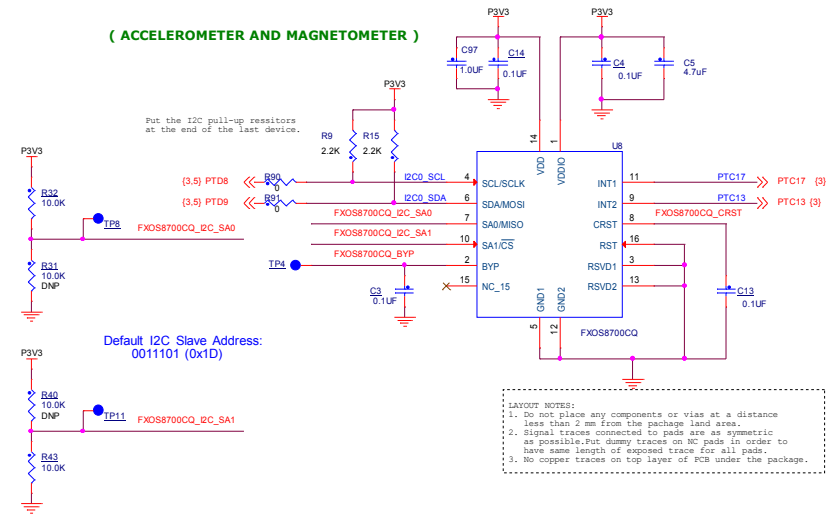 ( ACCELEROMETER AND MAGNETOMETER )
P3V3
C97
1.0UF
C14
0.1UF
P3V3
C4
0.1UF
C5
4.7uF
Put the I2C pull-up ressitors
at the end of the last device.
P3V3
R9
2.2K
R15
2.2K
P3V3
R32
10.0K
TP8
FXOS8700CQ_I2C_SA0
R31
10.0K
DNP
{3,5} PTD8
R90
0
I2C0_SCL
{3,5} PTD9
R91
0
I2C0_SDA
FXOS8700CQ_I2C_SA0
FXOS8700CQ_I2C_SA1
FXOS8700CQ_BYP
TP4
C3
0.1UF
U8
14
VDD
1
VDDIO
4
SCL/SCLK
6
SDA/MOSI
7
SA0/MISO
10
SA1/CS
2
BYP
15
NC_15
INT1
11
PTC17
PTC17 {3}
INT2
9
PTC13
PTC13 {3}
FXOS8700CQ_CRST
CRST
8
RST
16
RSVD1
3
RSVD2
13
GND1
5
GND2
12
FXOS8700CQ
C13
0.1UF
Default I2C Slave Address:
0011101 (0x1D)
P3V3
R40
10.0K
DNP
TP11
FXOS8700CQ_I2C_SA1
R43
10.0K
LAYOUT NOTES:
1. Do not place any components or vias at a distance
less than 2 mm from the pachage land area.
2. Signal traces connected to pads are as symmetric
as possible.Put dummy traces on NC pads in order to
have same length of exposed trace for all pads.
3. No copper traces on top layer of PCB under the package.